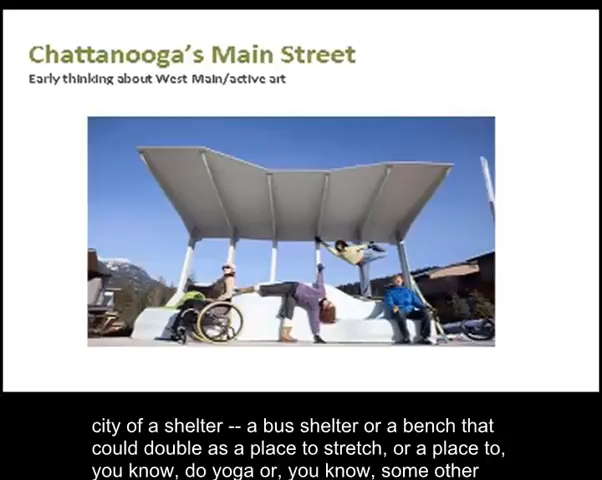 Chattanooga's Main Street
Early thinking about West Main/active art
city of a shelter -- a bus shelter or a bench that
could double as a place to stretch, or a place to,
you know, do yoga or, you know, some other